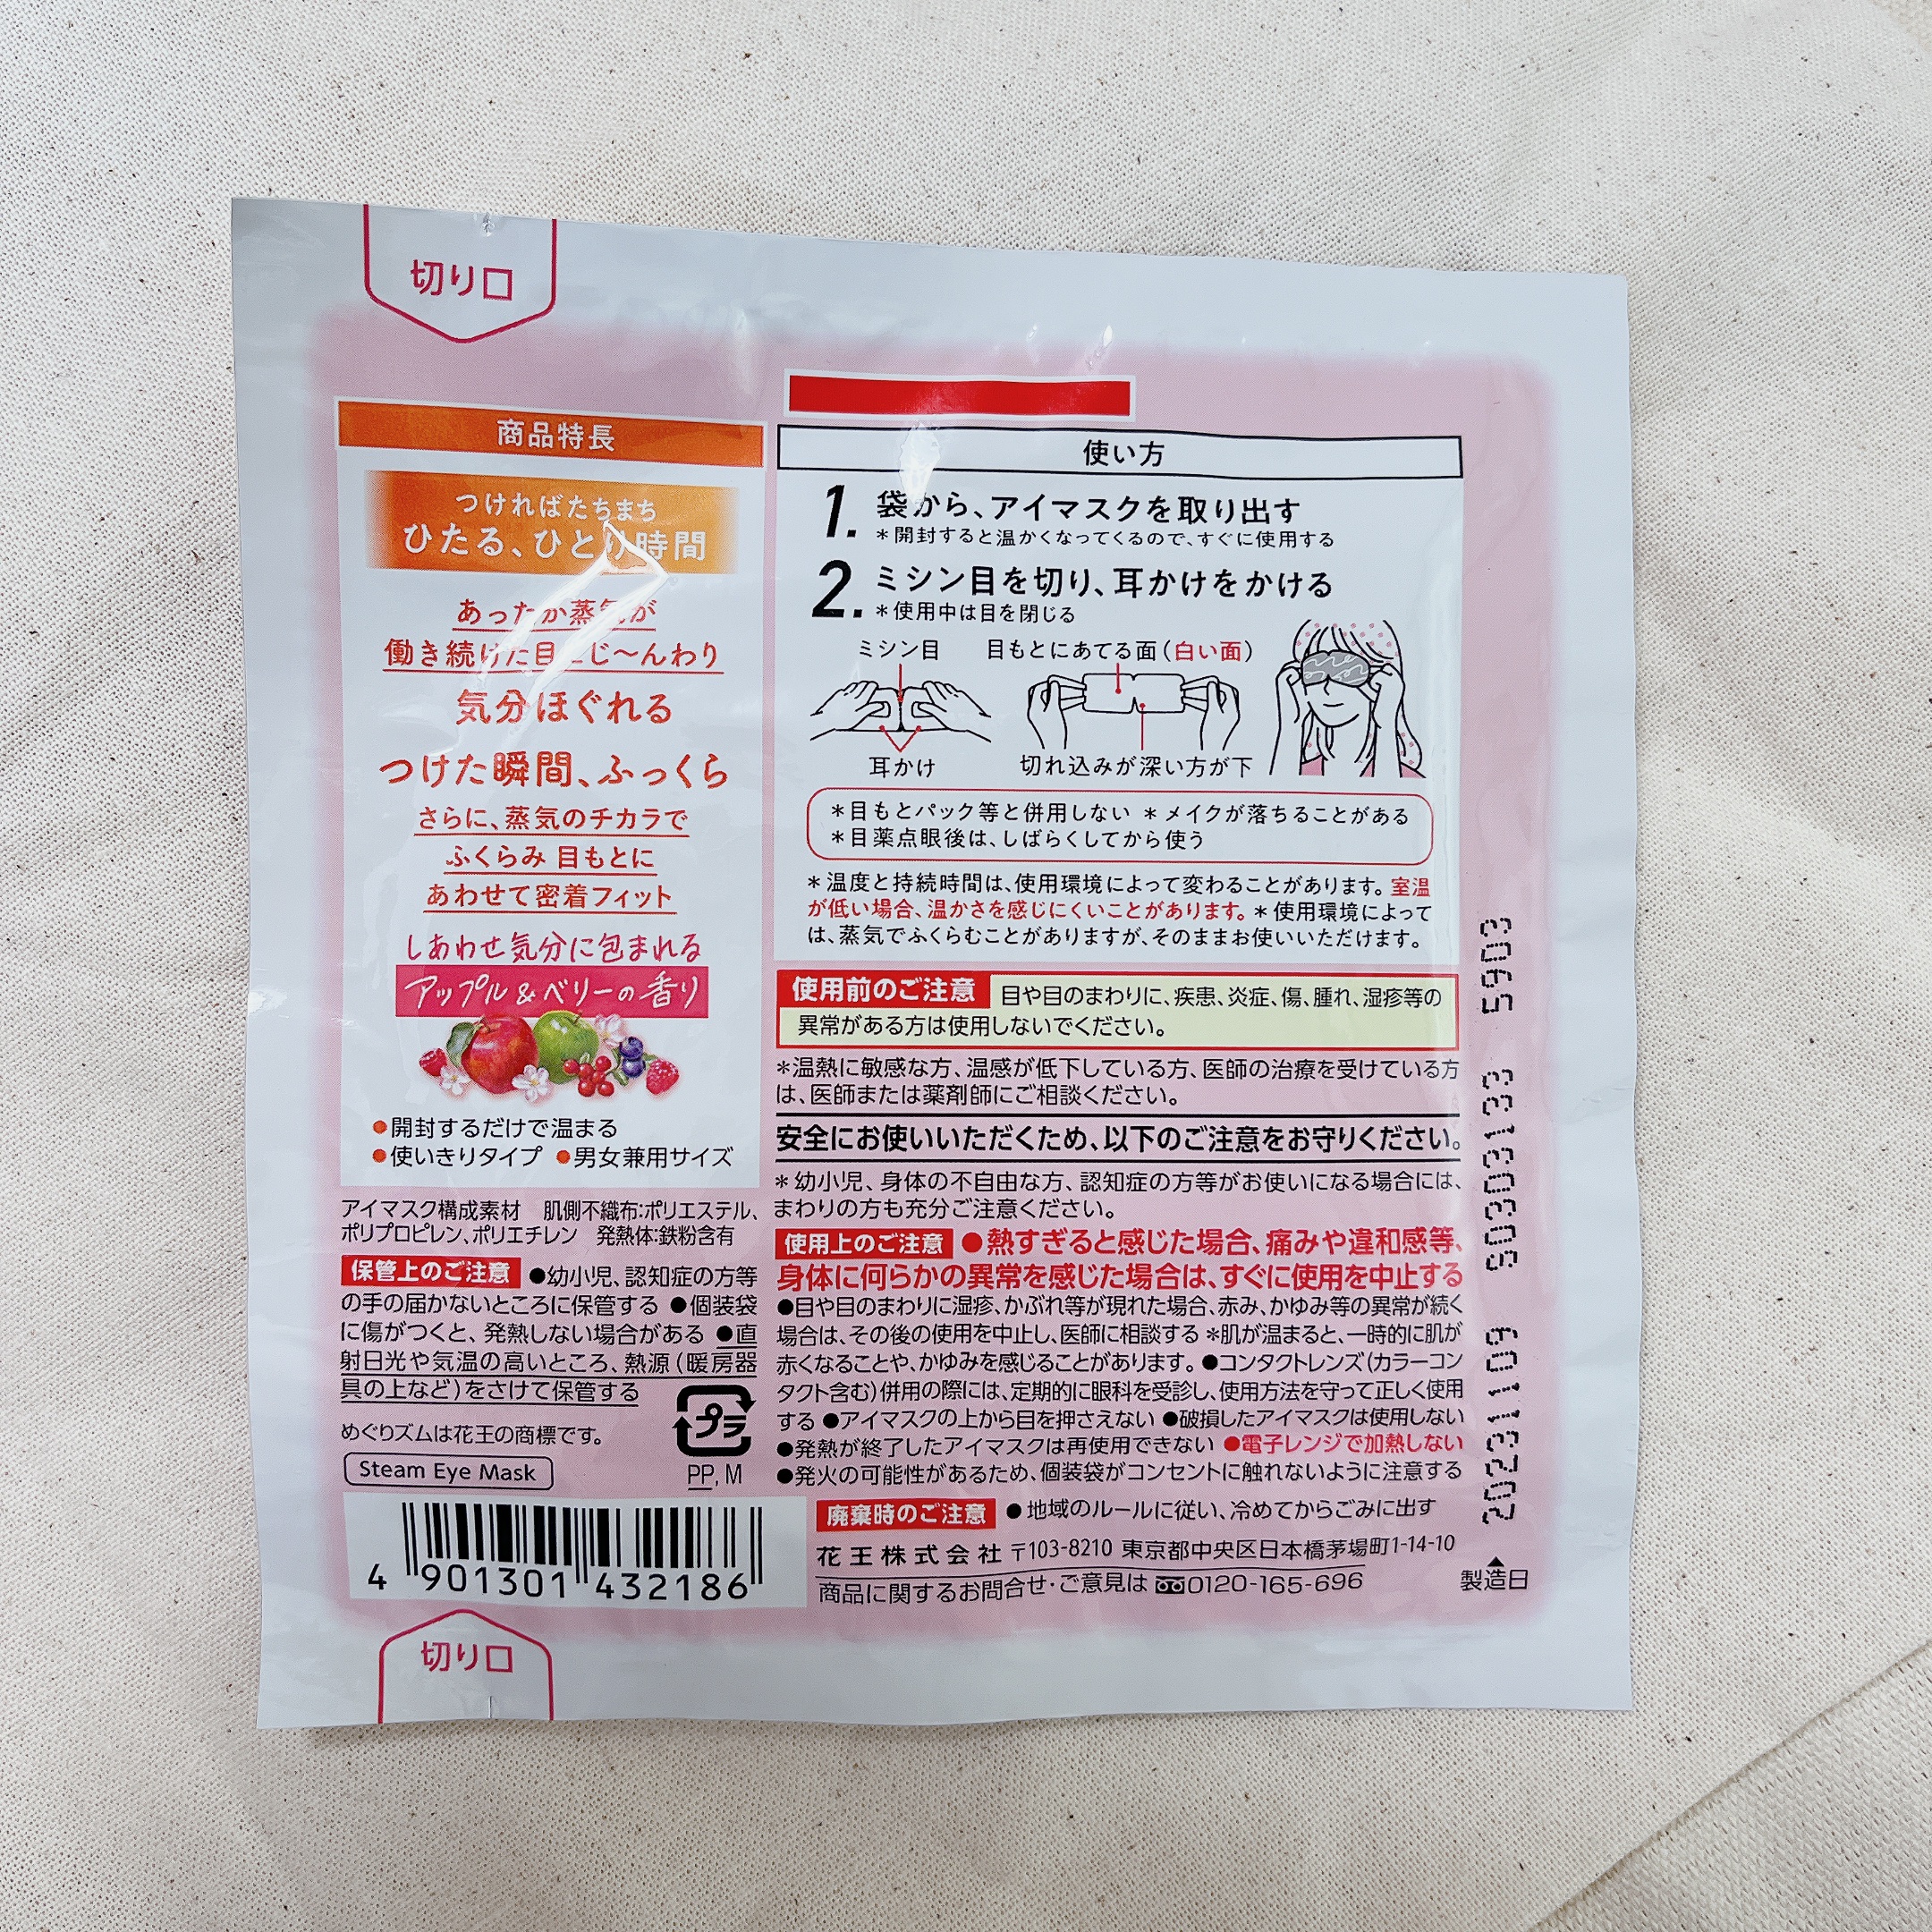 切り口
商品特長
つければたちまち
ひたる、ひとり時間
あったか蒸気が
働き続けた目にじ〜んわり
気分ほぐれる
つけた瞬間、ふっくら
さらに、蒸気のチカラで
ふくらみ 目もとに
あわせて密着フィット
しあわせ気分に包まれる
アップル&ベリーの香り
●開封するだけで温まる
●使いきりタイプ ●男女兼用サイズ
アイマスク構成素材 肌側不織布:ポリエステル、
ポリプロピレン、ポリエチレン 発熱体:鉄粉含有
保管上のご注意 ●幼小児、認知症の方等
の手の届かないところに保管する ●個装袋
に傷がつくと、発熱しない場合がある ●直
射日光や気温の高いところ、熱源(暖房器
具の上など)をさけて保管する
めぐりズムは花王の商標です。
Steam Eye Mask
プラ
PP, M
4 901301 432186
切り口
使い方
1. 袋から、アイマスクを取り出す
*開封すると温かくなってくるので、すぐに使用する
2. ミシン目を切り、耳かけをかける
*使用中は目を閉じる
ミシン目 目もとにあてる面(白い面)
耳かけ 切れ込みが深い方が下
*目もとパック等と併用しない *メイクが落ちることがある
*目薬点眼後は、しばらくしてから使う
*温度と持続時間は、使用環境によって変わることがあります。室温
が低い場合、温かさを感じにくいことがあります。*使用環境によって
は、蒸気でふくらむことがありますが、そのままお使いいただけます。
使用前のご注意 目や目のまわりに、疾患、炎症、傷、腫れ、湿疹等の
異常がある方は使用しないでください。
*温熱に敏感な方、温感が低下している方、医師の治療を受けている方
は、医師または薬剤師にご相談ください。
安全にお使いいただくため、以下のご注意をお守りください。
*幼小児、身体の不自由な方、認知症の方等がお使いになる場合には、
まわりの方も充分ご注意ください。
使用上のご注意 ●熱すぎると感じた場合、痛みや違和感等、
身体に何らかの異常を感じた場合は、すぐに使用を中止する
●目や目のまわりに湿疹、かぶれ等が現れた場合、赤み、かゆみ等の異常が続く
場合は、その後の使用を中止し、医師に相談する *肌が温まると、一時的に肌が
赤くなることや、かゆみを感じることがあります。●コンタクトレンズ(カラーコン
タクト含む)併用の際には、定期的に眼科を受診し、使用方法を守って正しく使用
する ●アイマスクの上から目を押さえない ●破損したアイマスクは使用しない
●発熱が終了したアイマスクは再使用できない ●電子レンジで加熱しない
●発火の可能性があるため、個装袋がコンセントに触れないように注意する
廃棄時のご注意 ●地域のルールに従い、冷めてからごみに出す
花王株式会社 〒103-8210 東京都中央区日本橋茅場町1-14-10
商品に関するお問合せ・ご意見は 0120-165-696
20231109 S0303133 5903
製造日